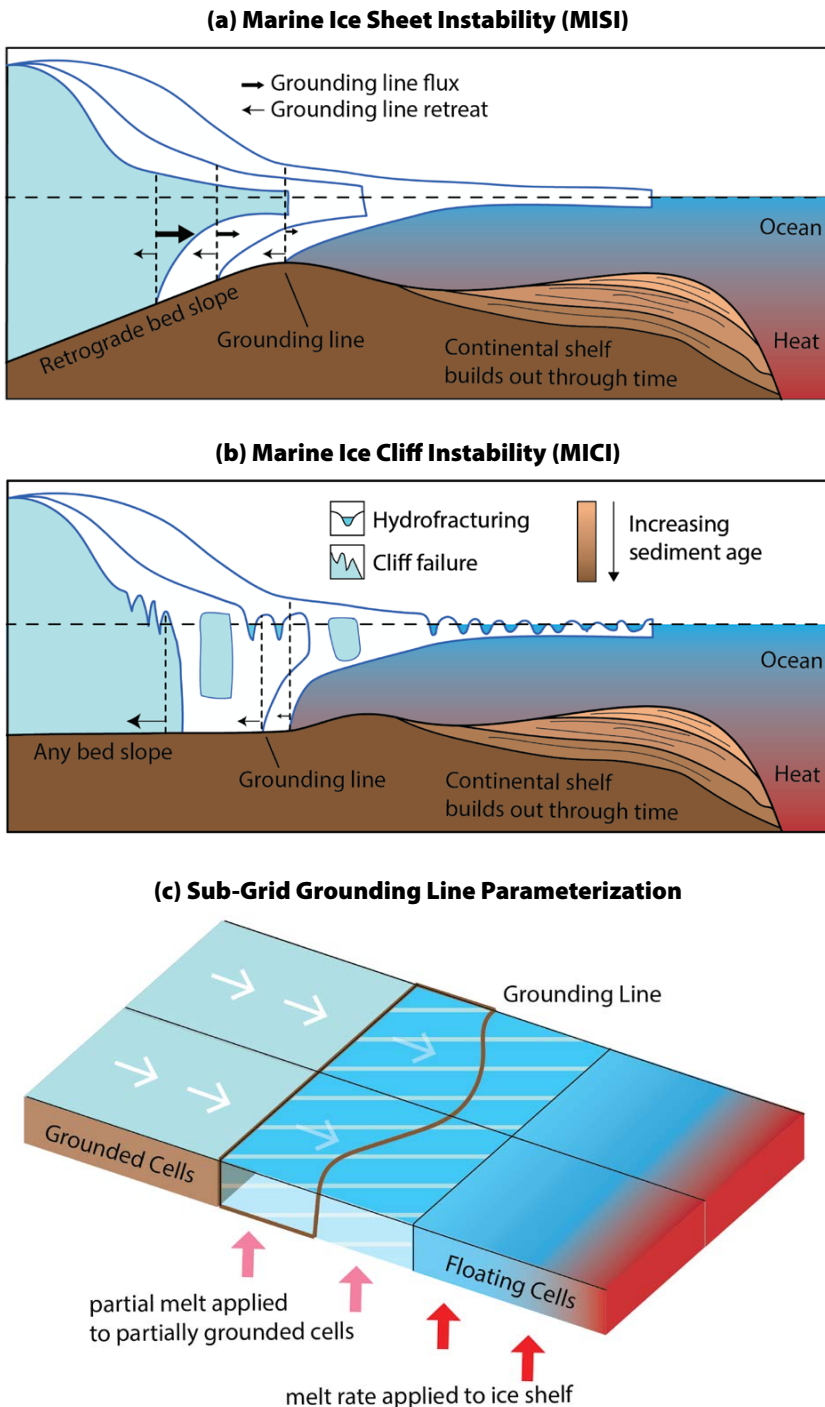 (a) Marine Ice Sheet Instability (MISI)
Grounding line flux
Grounding line retreat
Ocean
Retrograde bed slope
Grounding line
Heat
Continental shelf
builds out through time
(b) Marine Ice Cliff Instability (MICI)
Hydrofracturing
Cliff failure
Increasing
sediment age
Ocean
Any bed slope
Grounding line
Heat
Continental shelf
builds out through time
(c) Sub-Grid Grounding Line Parameterization
Grounding Line
Grounded Cells
Floating Cells
partial melt applied
to partially grounded cells
melt rate applied to ice shelf